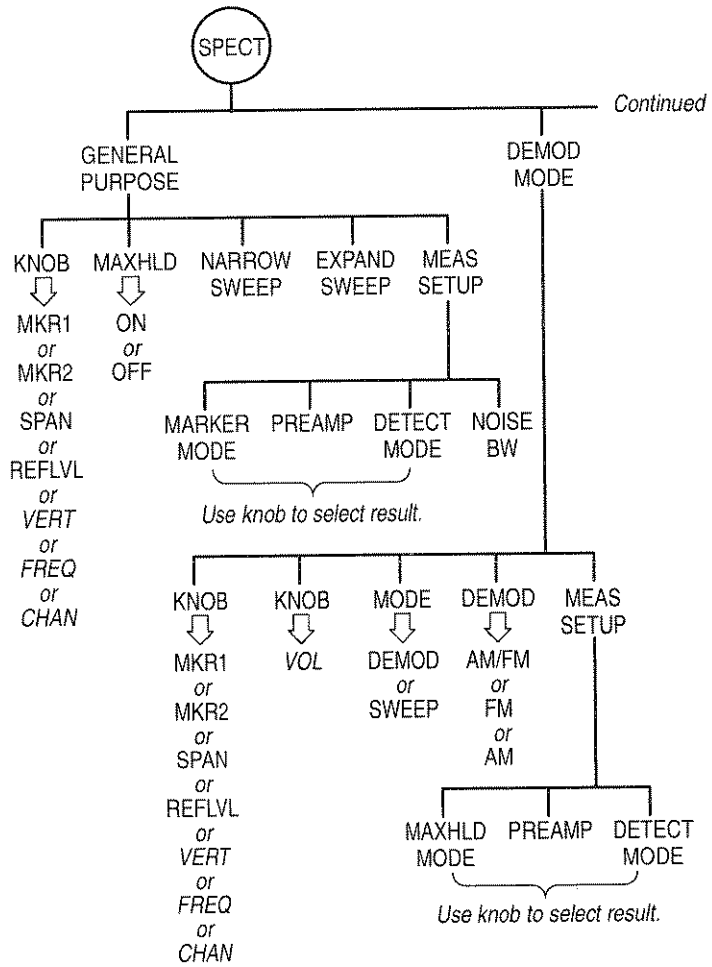 SPECT
Continued
GENERAL
PURPOSE
DEMOD
MODE
KNOB
MKR1
or
MKR2
or
SPAN
or
REFLVL
or
VERT
or
FREQ
or
CHAN
MAXHLD
ON
or
OFF
NARROW
SWEEP
EXPAND
SWEEP
MEAS
SETUP
MARKER
MODE
PREAMP
DETECT
MODE
NOISE
BW
Use knob to select result.
KNOB
MKR1
or
MKR2
or
SPAN
or
REFLVL
or
VERT
or
FREQ
or
CHAN
KNOB
VOL
MODE
DEMOD
or
SWEEP
DEMOD
AM/FM
or
FM
or
AM
MEAS
SETUP
MAXHLD
MODE
PREAMP
DETECT
MODE
Use knob to select result.